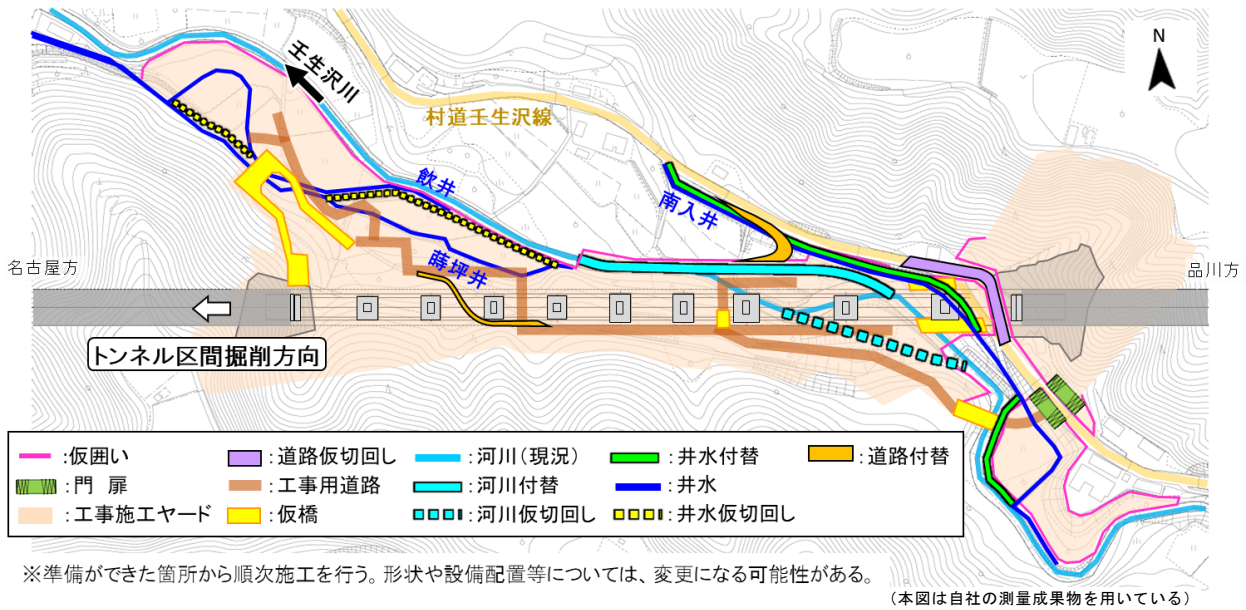 N
壬生沢川
村道壬生沢線
飲井
南入井
蒔坪井
名古屋方
品川方
トンネル区間掘削方向
:仮囲い
:道路仮切回し
:河川(現況)
:井水付替
:道路付替
:門 扉
:工事用道路
:河川付替
:井水
:工事施工ヤード
:仮橋
:河川仮切回し
:井水仮切回し
※準備ができた箇所から順次施工を行う。形状や設備配置等については、変更になる可能性がある。
(本図は自社の測量成果物を用いている)